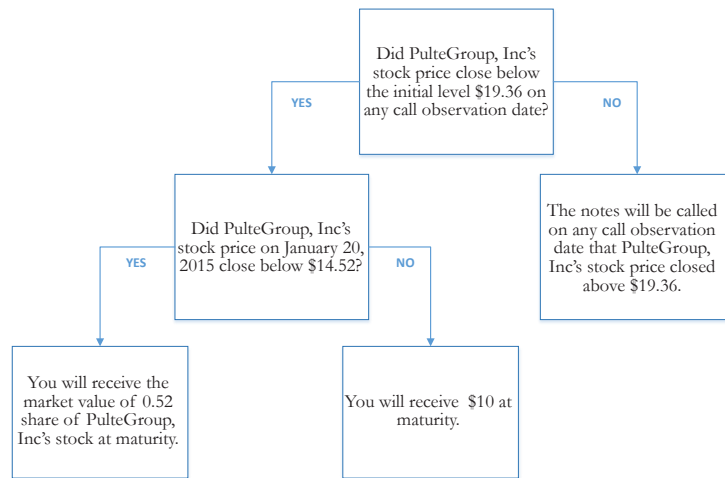 Did PulteGroup, Inc's
stock price close below
the initial level $19.36 on
any call observation date?
YES
NO
Did PulteGroup, Inc's
stock price on January 20,
2015 close below $14.52?
The notes will be called
on any call observation
date that PulteGroup,
Inc's stock price closed
above $19.36.
YES
NO
You will receive the
market value of 0.52
share of PulteGroup,
Inc's stock at maturity.
You will receive $10 at
maturity.